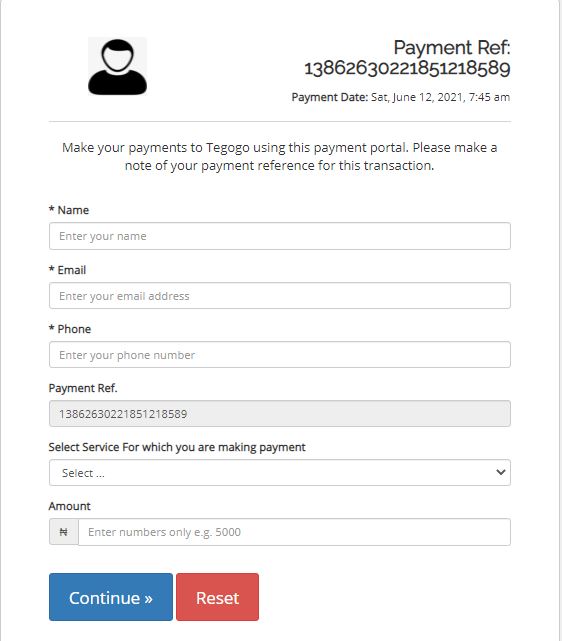 Payment Ref:
13862630221851218589
Payment Date: Sat, June 12, 2021, 7:45 am
Make your payments to Tegogo using this payment portal. Please make a
note of your payment reference for this transaction.
* Name
Enter your name
* Email
Enter your email address
* Phone
Enter your phone number
Payment Ref.
13862630221851218589
Select Service For which you are making payment
Select ...
Amount
₦ Enter numbers only e.g. 5000
Continue » Reset